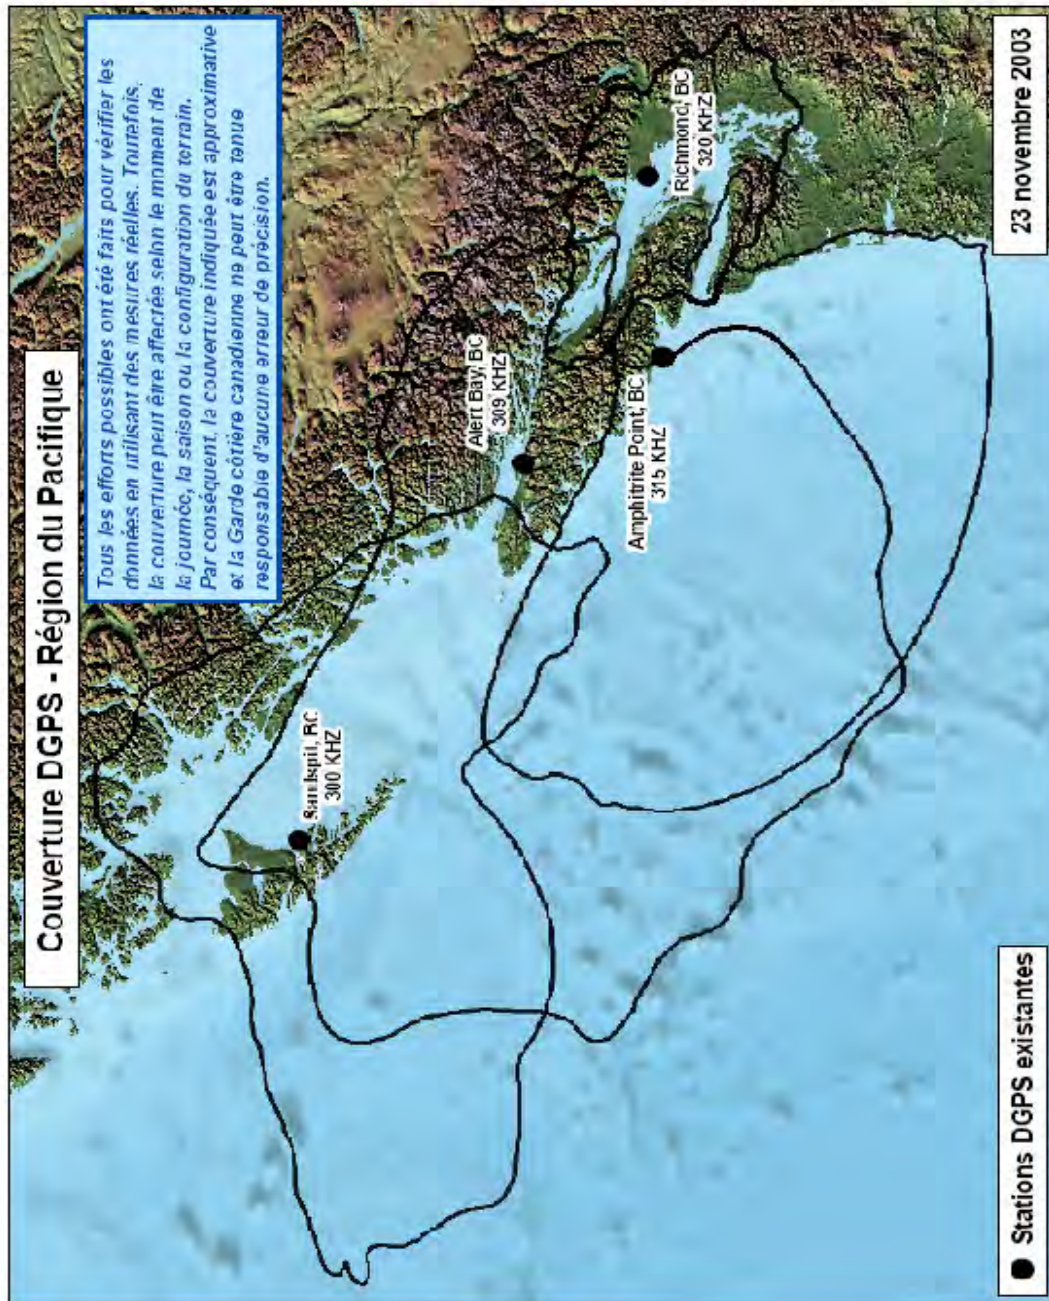 Couverture DGPS - Région du Pacifique
Tous les efforts possibles ont été faits pour vérifier les
données en utilisant des mesures réelles. Toutefois,
la couverture peut être affectée selon le moment de
la journée, la saison ou la configuration du terrain.
Par conséquent, la couverture indiquée est approximative
et la Garde côtière canadienne ne peut être tenue
responsable d'aucune erreur de précision.
Sandspit, BC
300 KHZ
Alert Bay, BC
309 KHZ
Richmond, BC
320 KHZ
Amphitrite Point, BC
315 KHZ
Stations DGPS existantes
23 novembre 2003